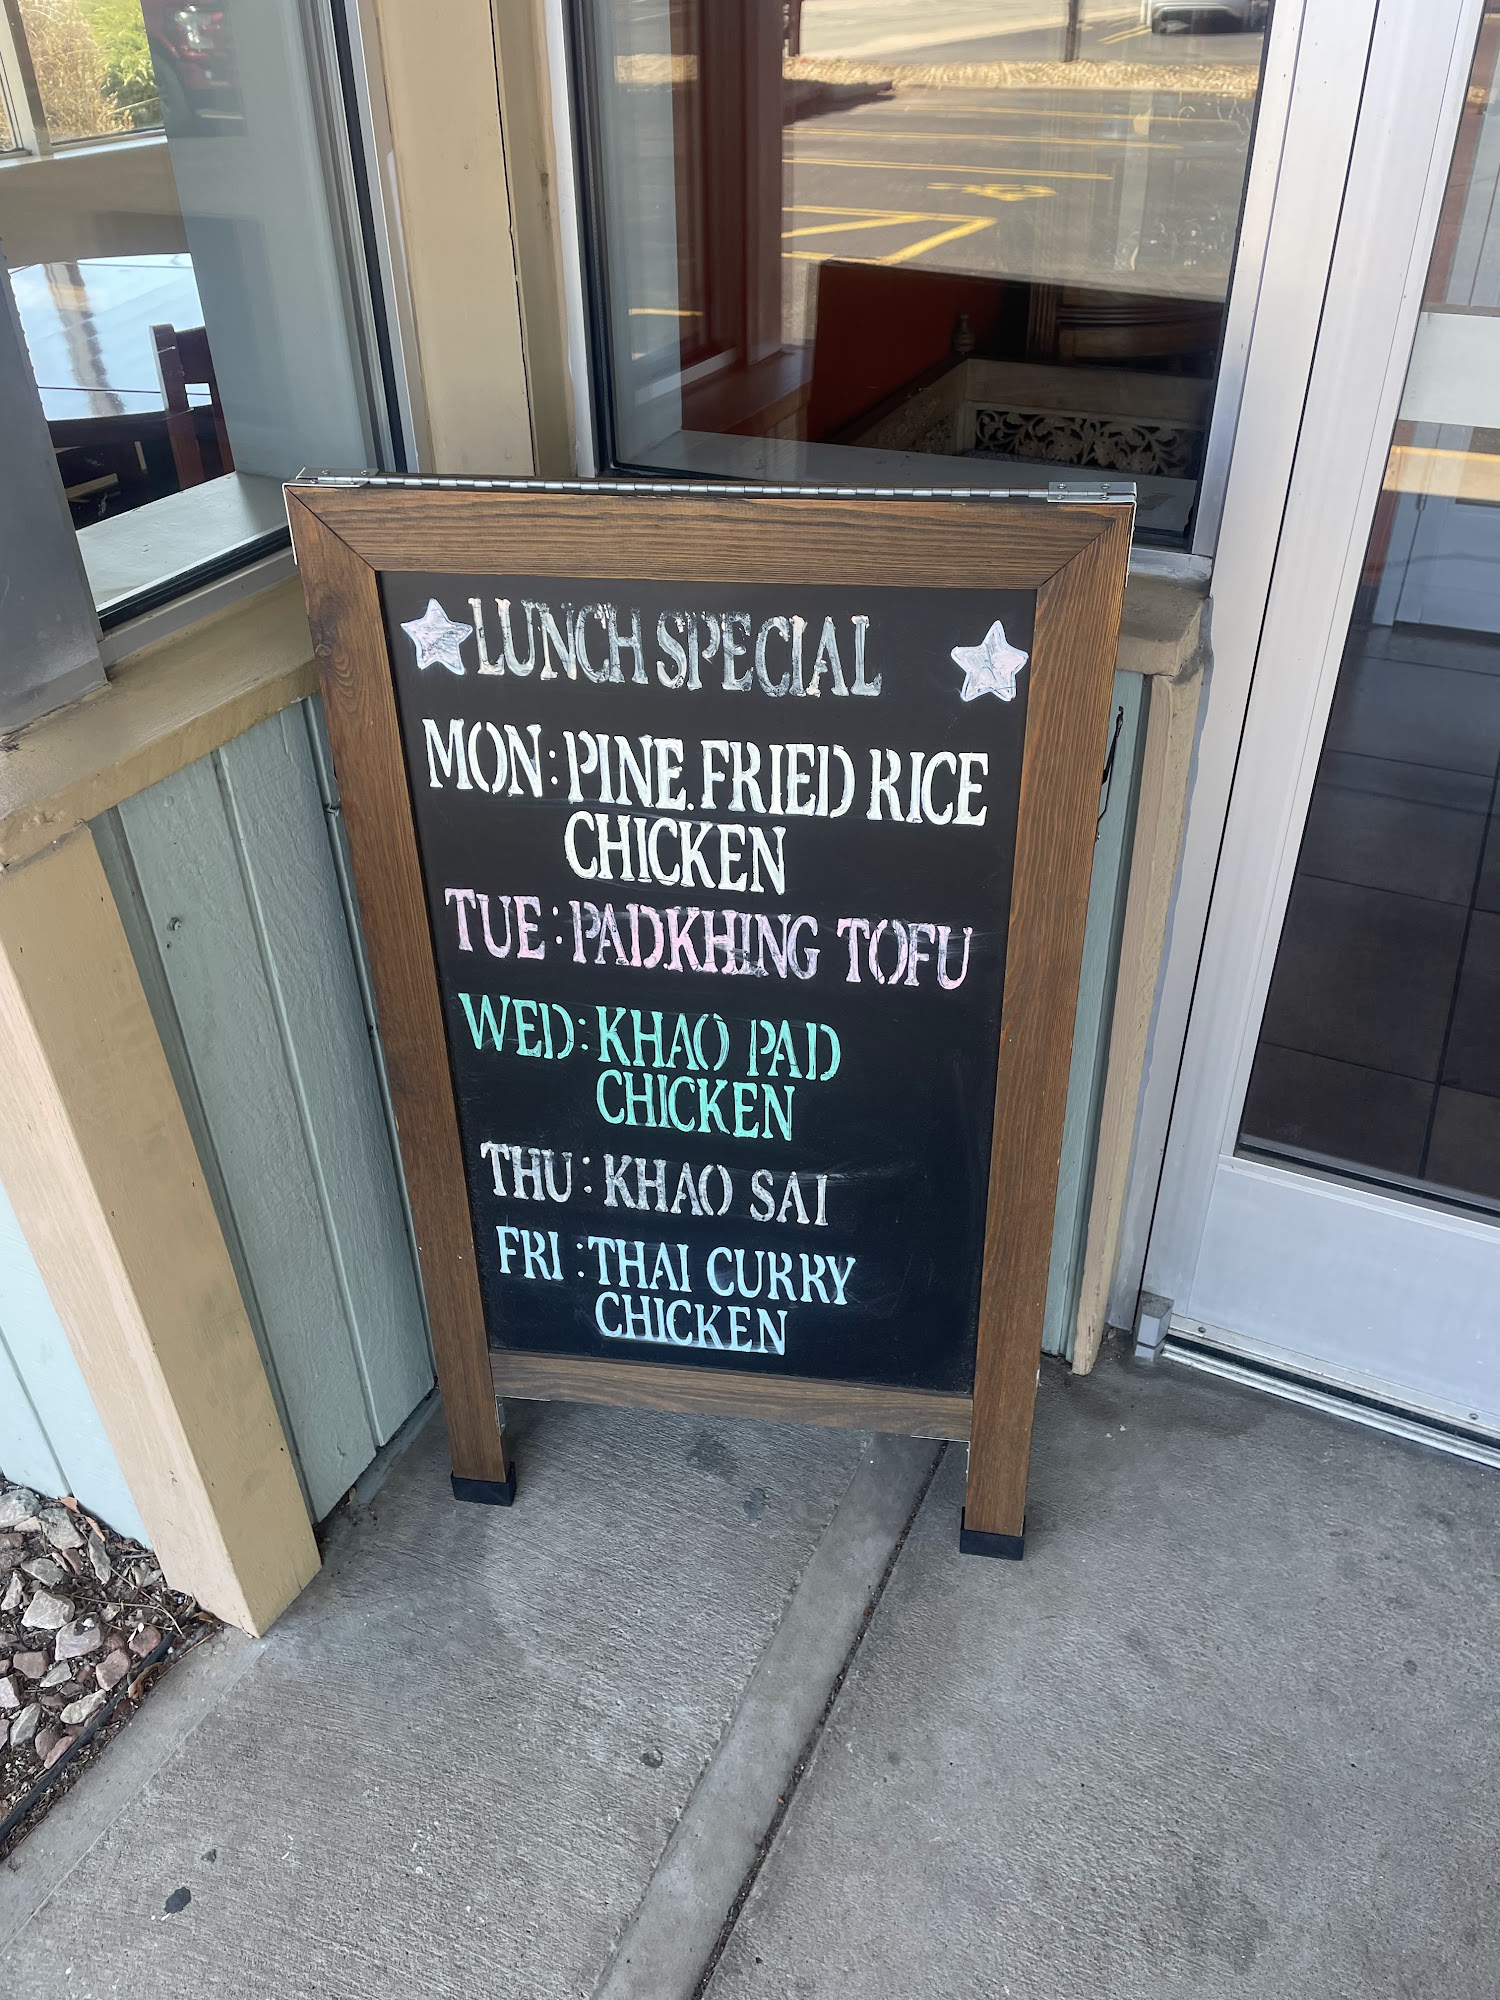 LUNCH SPECIAL
MON: PINE. FRIED RICE
CHICKEN
TUE: PADKHING TOFU
WED: KHAO PAD
CHICKEN
THU: KHAO SAI
FRI: THAI CURRY
CHICKEN